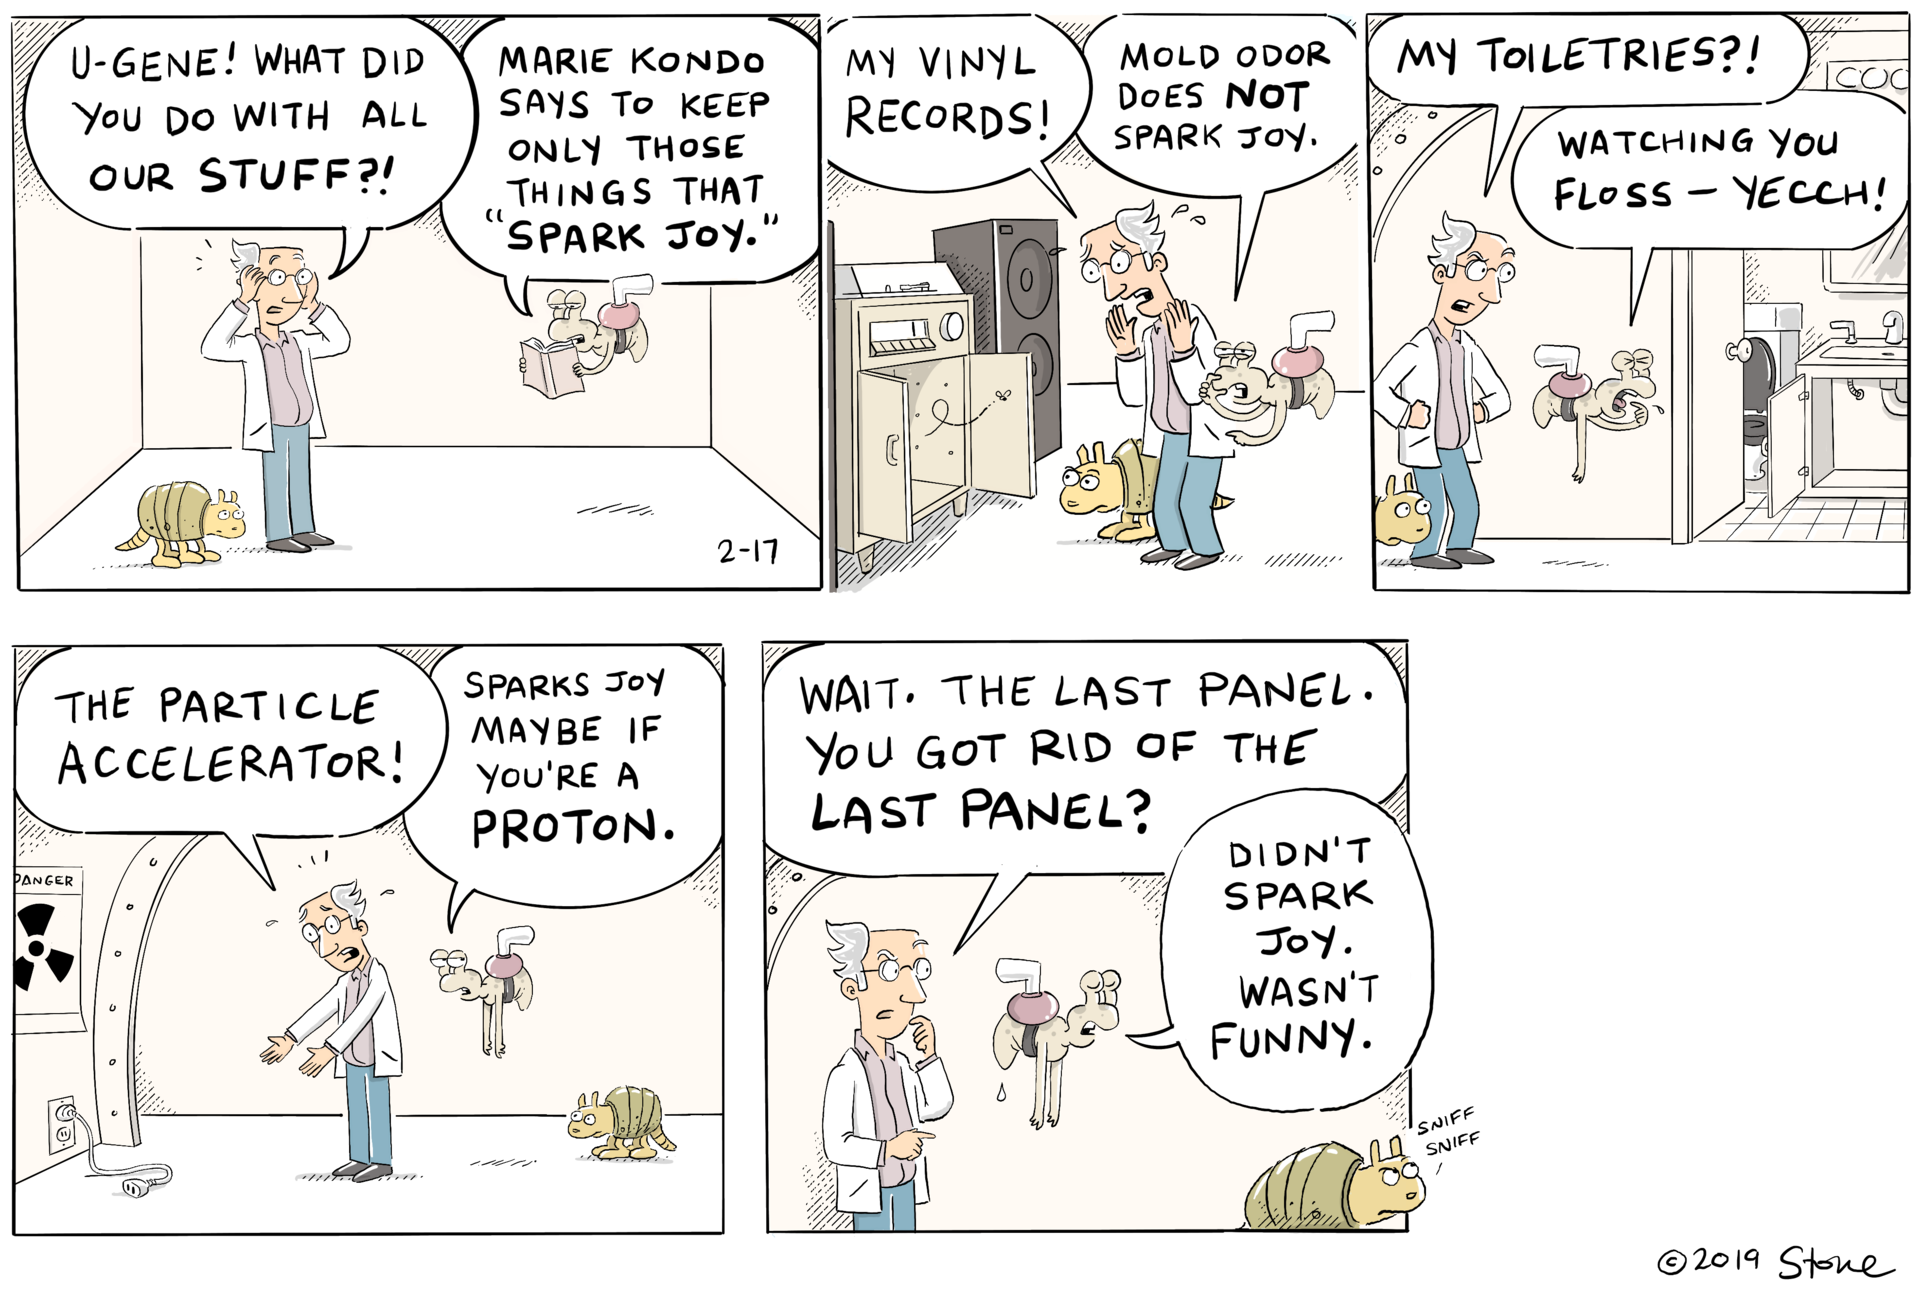 U-GENE! WHAT DID
YOU DO WITH ALL
OUR STUFF?!
MARIE KONDO
SAYS TO KEEP
ONLY THOSE
THINGS THAT
"SPARK JOY."
2-17
MY VINYL
RECORDS!
MOLD ODOR
DOES NOT
SPARK JOY.
MY TOILETRIES?!
WATCHING YOU
FLOSS – YECCH!
THE PARTICLE
ACCELERATOR!
SPARKS JOY
MAYBE IF
YOU'RE A
PROTON.
DANGER
WAIT. THE LAST PANEL.
YOU GOT RID OF THE
LAST PANEL?
DIDN'T
SPARK
JOY.
WASN'T
FUNNY.
SNIFF
SNIFF
©2019 Stone